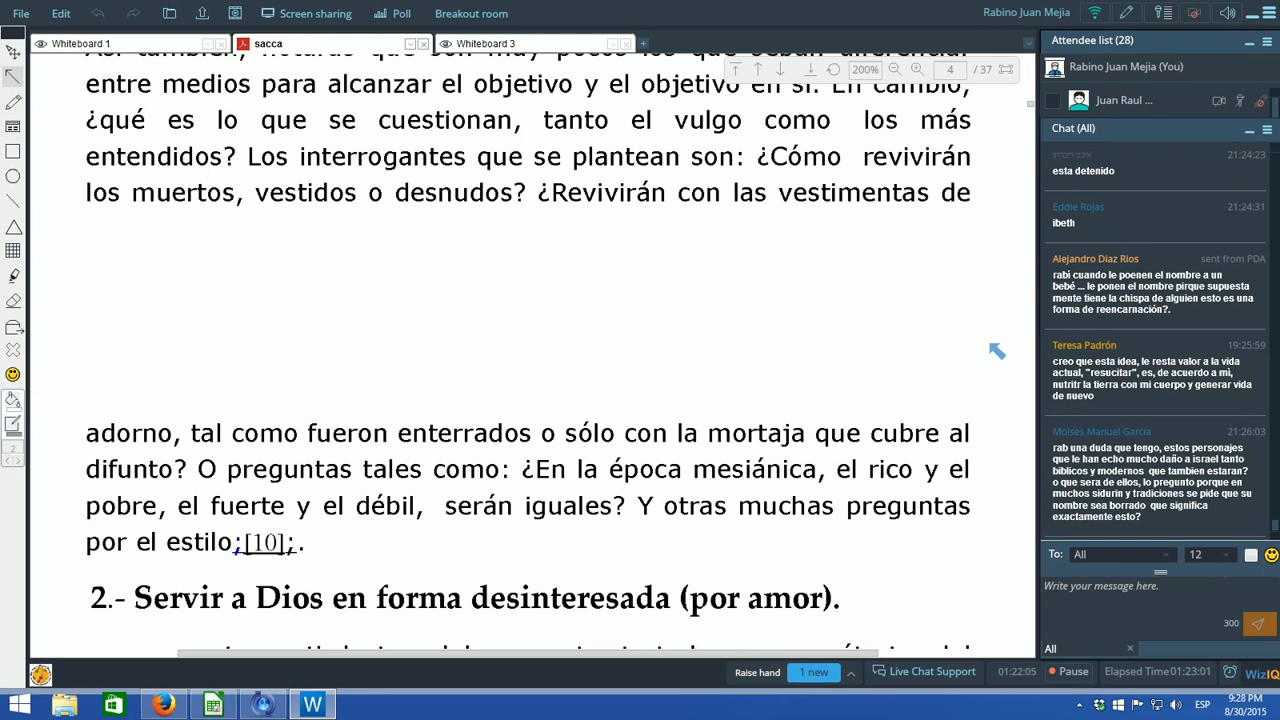 File Edit Screen sharing Poll Breakout room Rabino Juan Mejia
Whiteboard 1 sacca Whiteboard 3
200% 4 / 37
entre medios para alcanzar el objetivo y el objetivo en sí. En cambio,
¿qué es lo que se cuestionan, tanto el vulgo como los más
entendidos? Los interrogantes que se plantean son: ¿Cómo revivirán
los muertos, vestidos o desnudos? ¿Revivirán con las vestimentas de
adorno, tal como fueron enterrados o sólo con la mortaja que cubre al
difunto? O preguntas tales como: ¿En la época mesiánica, el rico y el
pobre, el fuerte y el débil, serán iguales? Y otras muchas preguntas
por el estilo;[10];.
2.- Servir a Dios en forma desinteresada (por amor).
Attendee list (28)
Rabino Juan Mejia (You)
Juan Raul ...
Chat (All)
21:24:23
esta detenido
Eddie Rojas 21:24:31
ibeth
Alejandro Diaz Rios sent from PDA
rabí cuando le poenen el nombre a un
bebé ... le ponen el nombre pirque supuesta
mente tiene la chispa de alguien esto es una
forma de reencarnación?.
Teresa Padrón 19:25:59
creo que esta idea, le resta valor a la vida
actual, "resucitar", es, de acuerdo a mi,
nutritr la tierra con mi cuerpo y generar vida
de nuevo
Moises Manuel Garcia 21:26:03
rab una duda que tengo, estos personajes
que le han echo mucho daño a israel tanto
bíblicos y modernos que tambien estaran?
o que sera de ellos, lo pregunto porque en
muchos sidurin y tradiciones se pide que su
nombre sea borrado que significa
exactamente esto?
To: All 12
Write your message here.
300
All
Raise hand 1 new Live Chat Support 01:22:05 Pause Elapsed Time 01:23:01 WizIQ
ESP 9:28 PM
8/30/2015